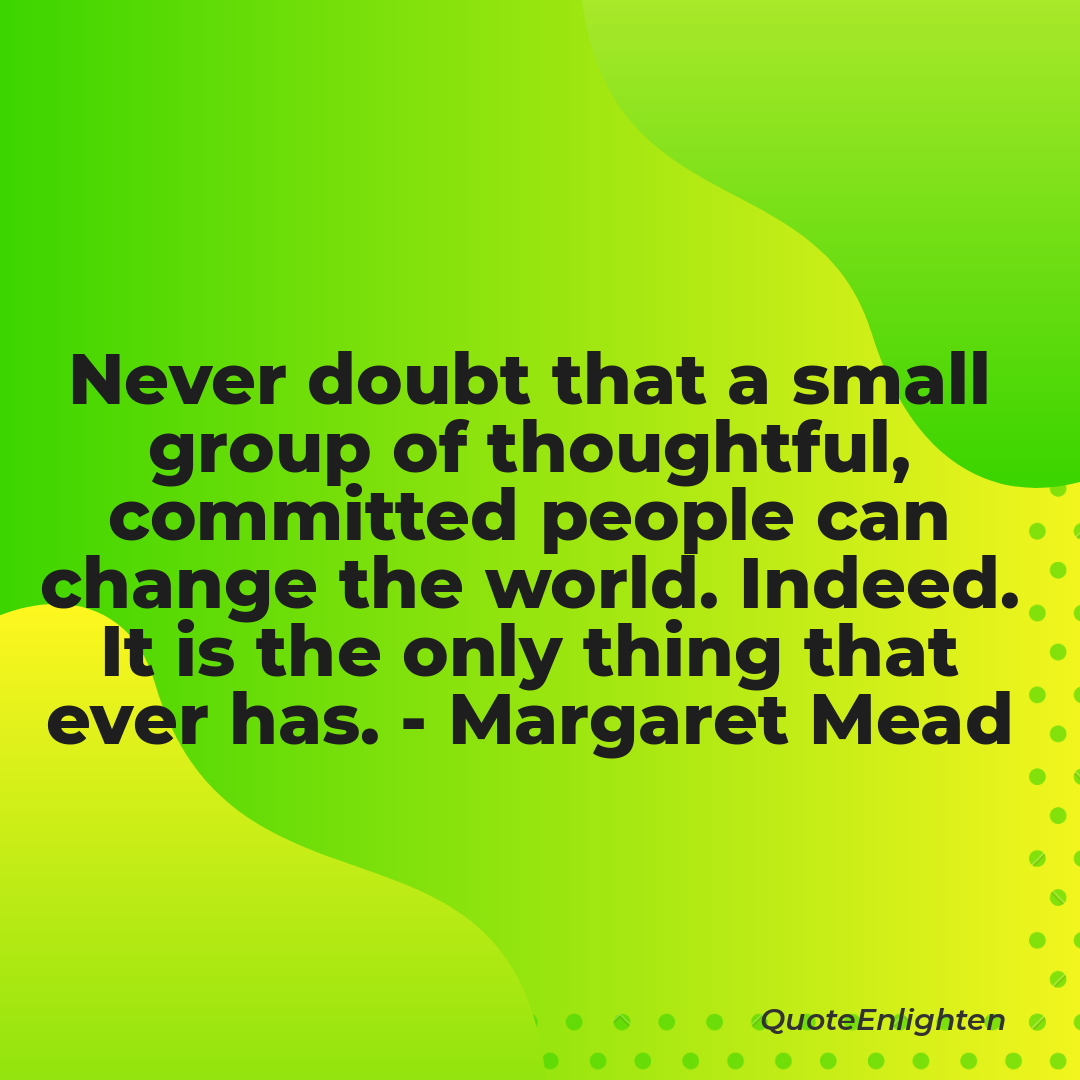 Never doubt that a small
group of thoughtful,
committed people can
change the world. Indeed.
It is the only thing that
ever has. - Margaret Mead
QuoteEnlighten